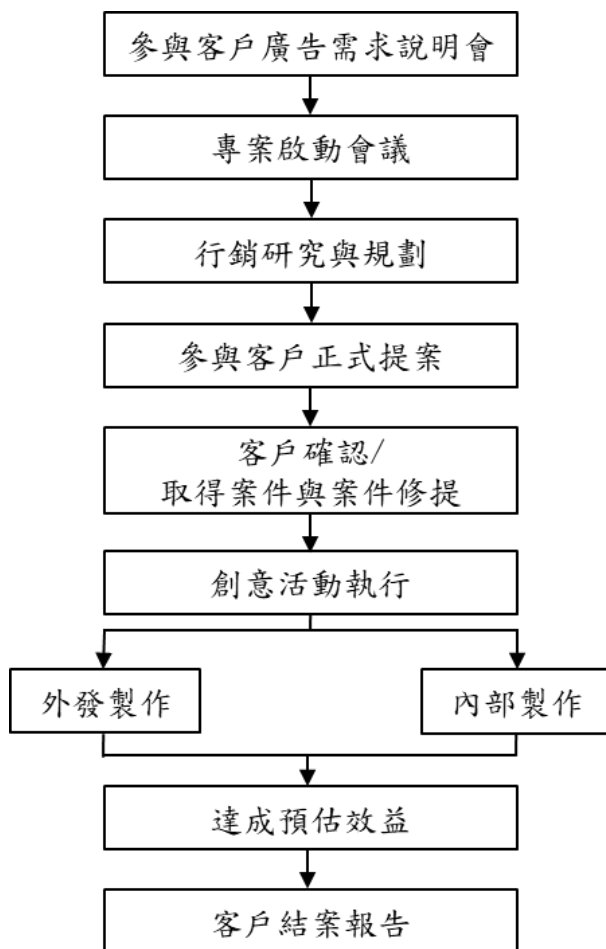 參與客戶廣告需求說明會
專案啟動會議
行銷研究與規劃
參與客戶正式提案
客戶確認/
取得案件與案件修提
創意活動執行
外發製作
內部製作
達成預估效益
客戶結案報告